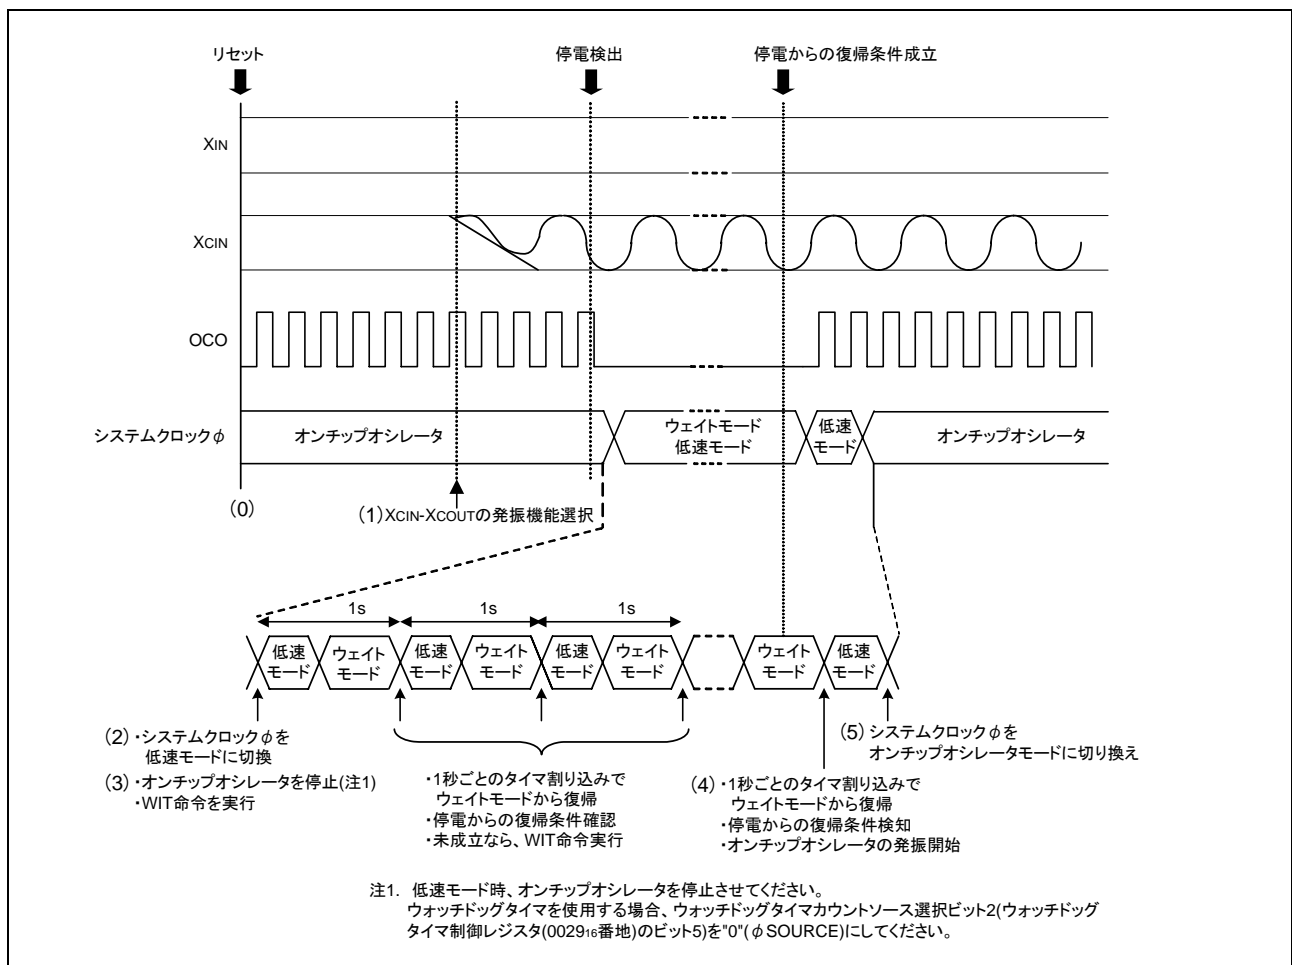 リセット
停電検出
停電からの復帰条件成立
XIN
XCIN
OCO
システムクロックφ
オンチップオシレータ
ウェイトモード
低速モード
低速
モード
オンチップオシレータ
(0)
(1)XCIN-XCOUTの発振機能選択
1s
1s
1s
低速
モード
ウェイト
モード
低速
モード
ウェイト
モード
低速
モード
ウェイト
モード
ウェイト
モード
低速
モード
(2)・システムクロックφを
低速モードに切換
(3)・オンチップオシレータを停止(注1)
・WIT命令を実行
・1秒ごとのタイマ割り込みで
ウェイトモードから復帰
・停電からの復帰条件確認
・未成立なら、WIT命令実行
(4)・1秒ごとのタイマ割り込みで
ウェイトモードから復帰
・停電からの復帰条件検知
・オンチップオシレータの発振開始
(5)システムクロックφを
オンチップオシレータモードに切り換え
注1. 低速モード時、オンチップオシレータを停止させてください。
ウォッチドッグタイマを使用する場合、ウォッチドッグタイマカウントソース選択ビット2(ウォッチドッグ
タイマ制御レジスタ(002916番地)のビット5)を"0"(φSOURCE)にしてください。